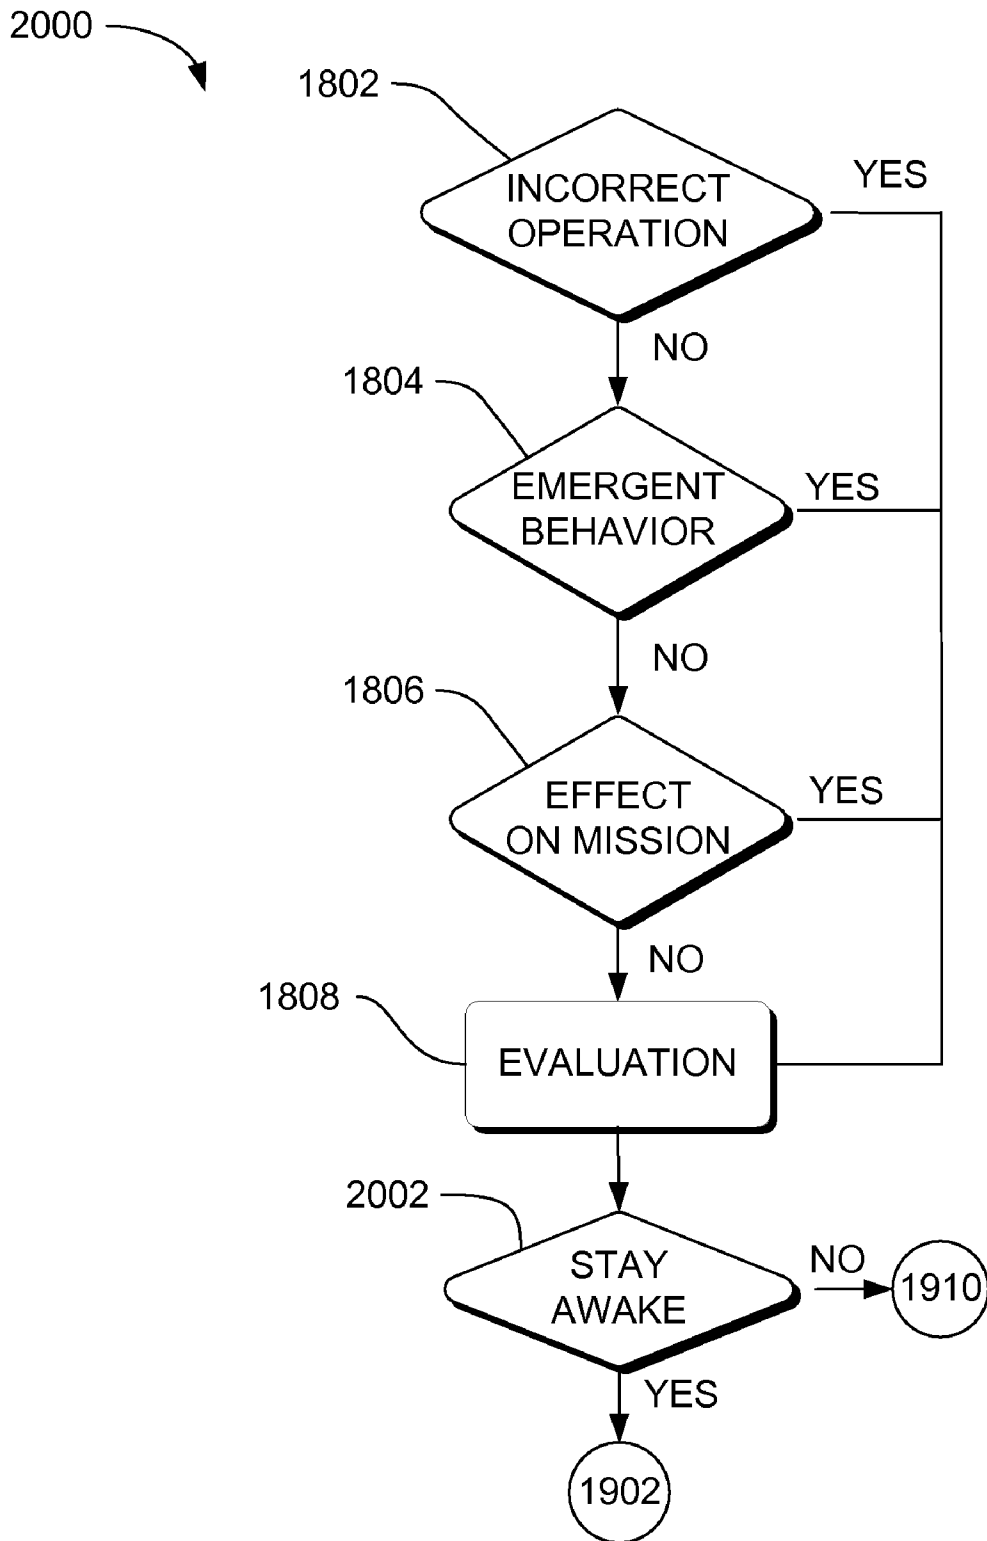 2000
1802
INCORRECT
OPERATION
YES
NO
1804
EMERGENT
BEHAVIOR
YES
NO
1806
EFFECT
ON MISSION
YES
NO
1808
EVALUATION
2002
STAY
AWAKE
NO
1910
YES
1902